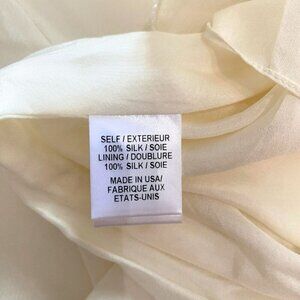 SELF / EXTERIEUR
100% SILK / SOIE
LINING / DOUBLURE
100% SILK / SOIE
MADE IN USA/
FABRIQUE AUX
ETATS-UNIS